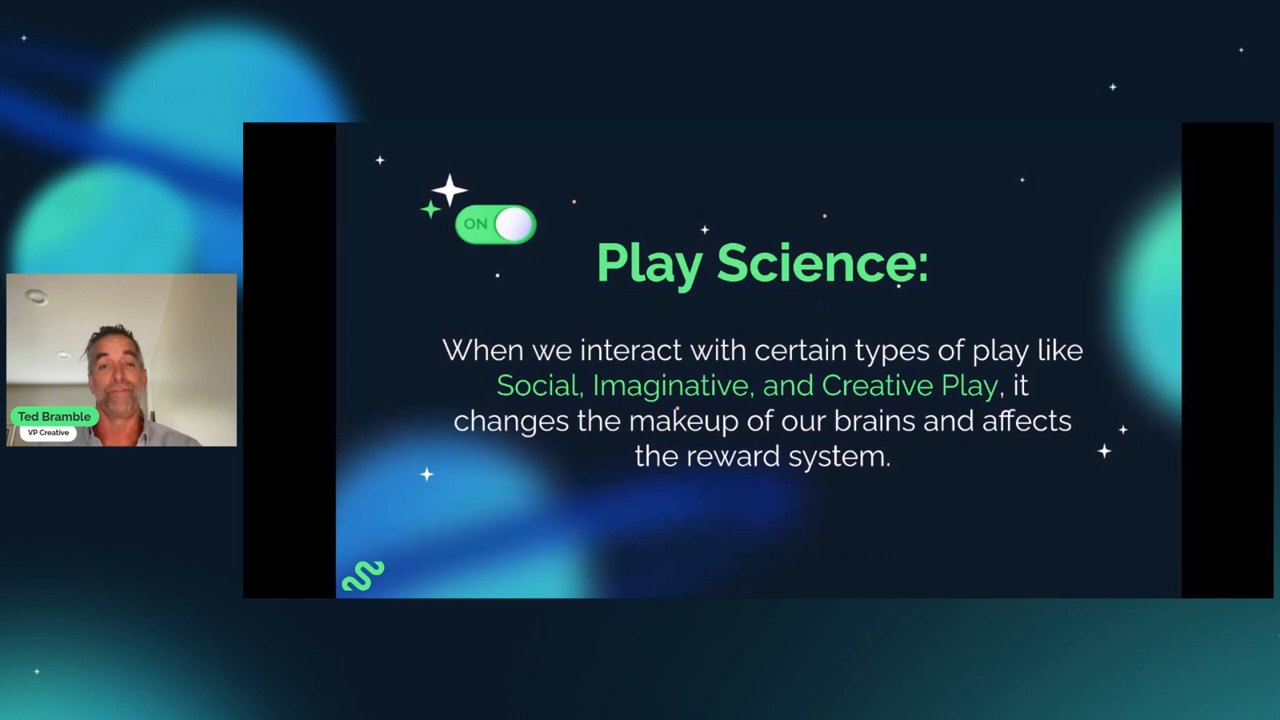 ON
Play Science:
When we interact with certain types of play like
Social, Imaginative, and Creative Play, it
changes the makeup of our brains and affects
the reward system.
Ted Bramble
VP Creative